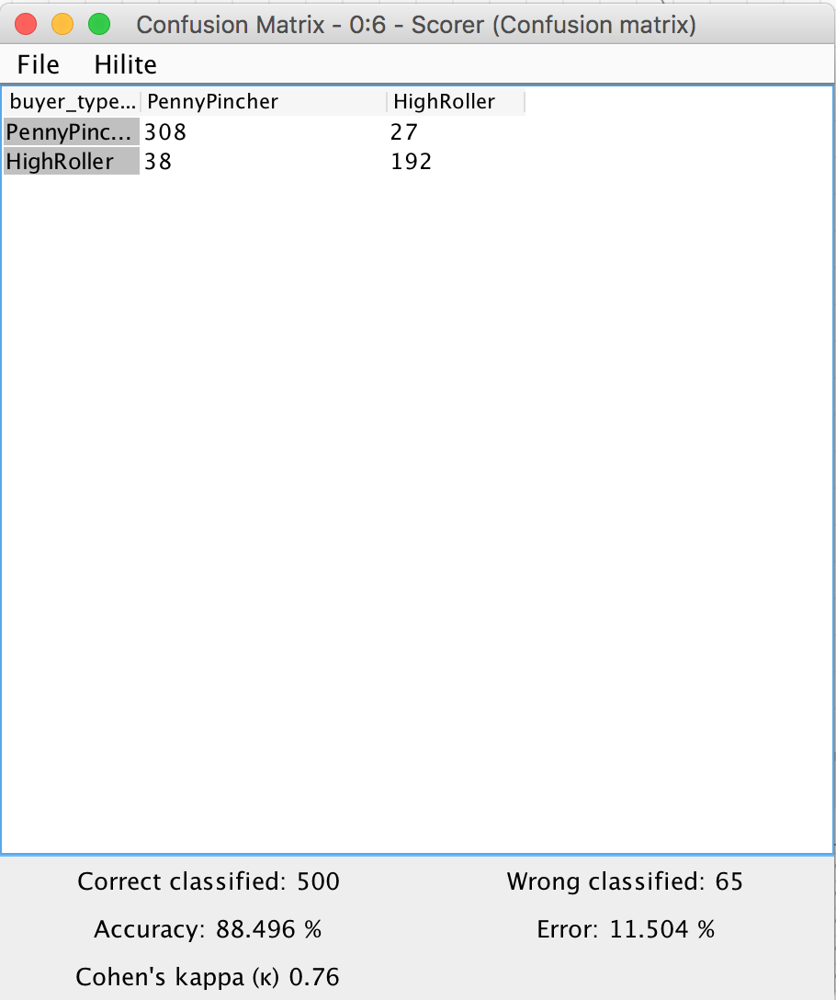 Confusion Matrix - 0:6 - Scorer (Confusion matrix)
File Hilite
buyer_type... PennyPincher HighRoller
PennyPinc... 308 27
HighRoller 38 192
Correct classified: 500 Wrong classified: 65
Accuracy: 88.496 % Error: 11.504 %
Cohen's kappa (κ) 0.76